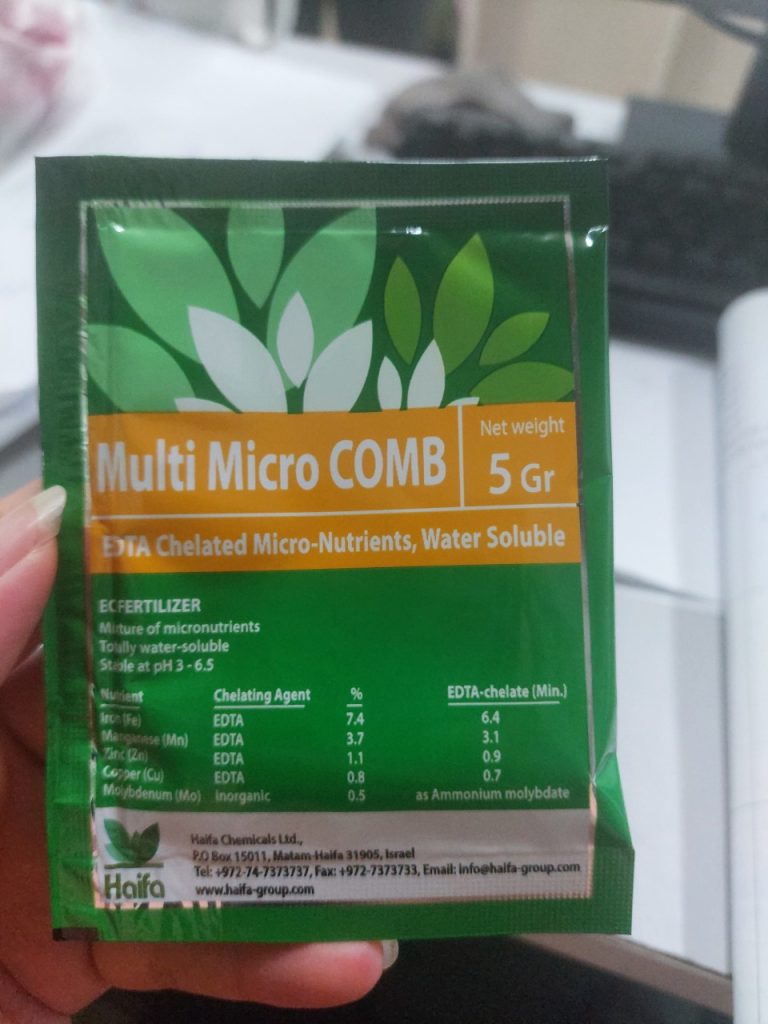 Multi Micro COMB
Net weight
5 Gr
EDTA Chelated Micro-Nutrients, Water Soluble
EC FERTILIZER
Mixture of micronutrients
Totally water-soluble
Stable at pH 3 - 6.5
Nutrient Chelating Agent % EDTA-chelate (Min.)
Iron (Fe) EDTA 7.4 6.4
Manganese (Mn) EDTA 3.7 3.1
Zinc (Zn) EDTA 1.1 0.9
Copper (Cu) EDTA 0.8 0.7
Molybdenum (Mo) Inorganic 0.5 as Ammonium molybdate
Haifa
Haifa Chemicals Ltd.,
P.O Box 15011, Matam-Haifa 31905, Israel
Tel: +972-74-7373737, Fax: +972-7373733, Email: info@haifa-group.com
www.haifa-group.com